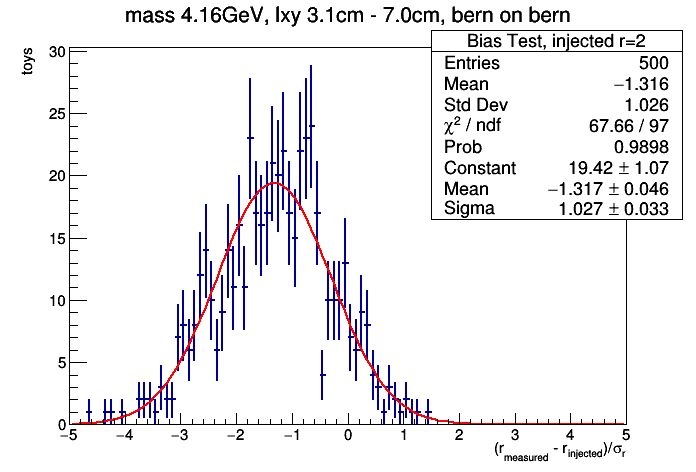 mass 4.16GeV, lxy 3.1cm - 7.0cm, bern on bern
Bias Test, injected r=2
Entries 500
Mean −1.316
Std Dev 1.026
χ² / ndf 67.66 / 97
Prob 0.9898
Constant 19.42 ± 1.07
Mean −1.317 ± 0.046
Sigma 1.027 ± 0.033
toys
30
25
20
15
10
5
0
−5 −4 −3 −2 −1 0 1 2 3 4 5
(r_measured - r_injected)/σ_r